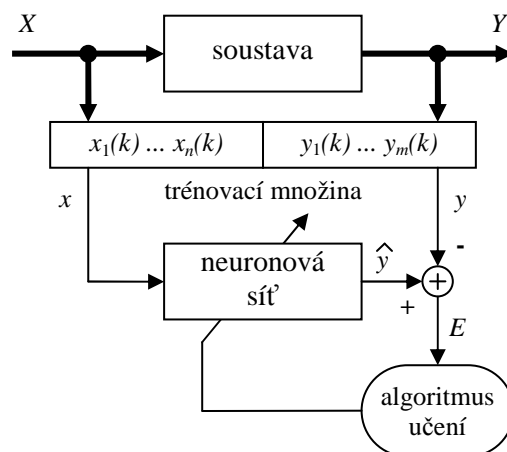 X
soustava
Y
x₁(k) ... xₙ(k)
y₁(k) ... yₘ(k)
x
trénovací množina
y
neuronová
síť
ŷ
-
+
+
E
algoritmus
učení